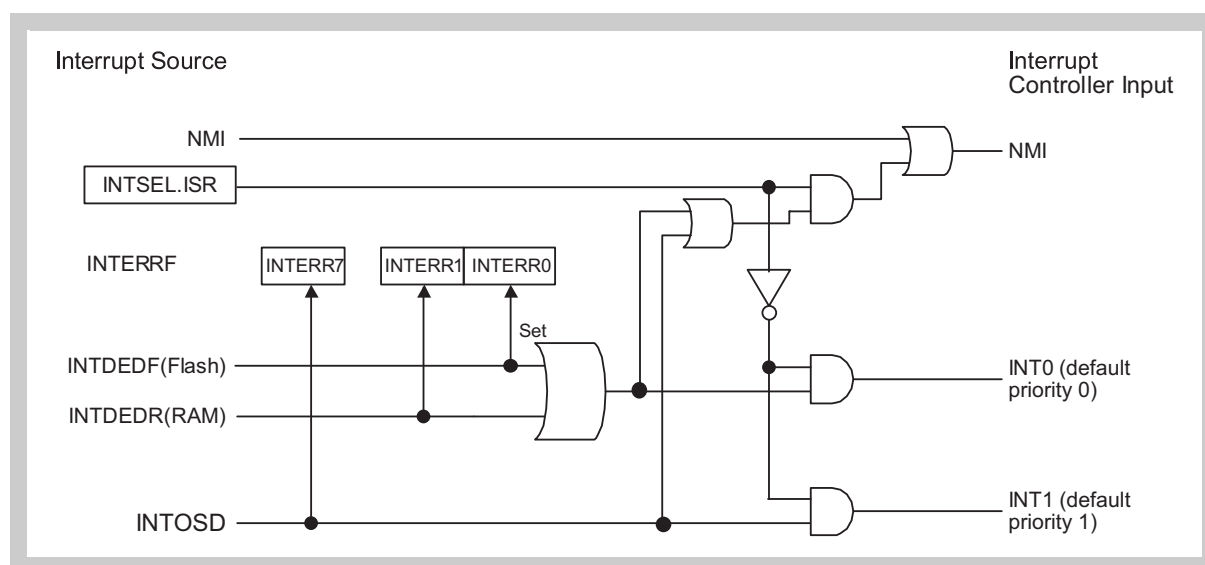 Interrupt Source
Interrupt
Controller Input
NMI
NMI
INTSEL.ISR
INTERRF
INTERR7
INTERR1
INTERR0
Set
INTDEDF(Flash)
INT0 (default
priority 0)
INTDEDR(RAM)
INTOSD
INT1 (default
priority 1)